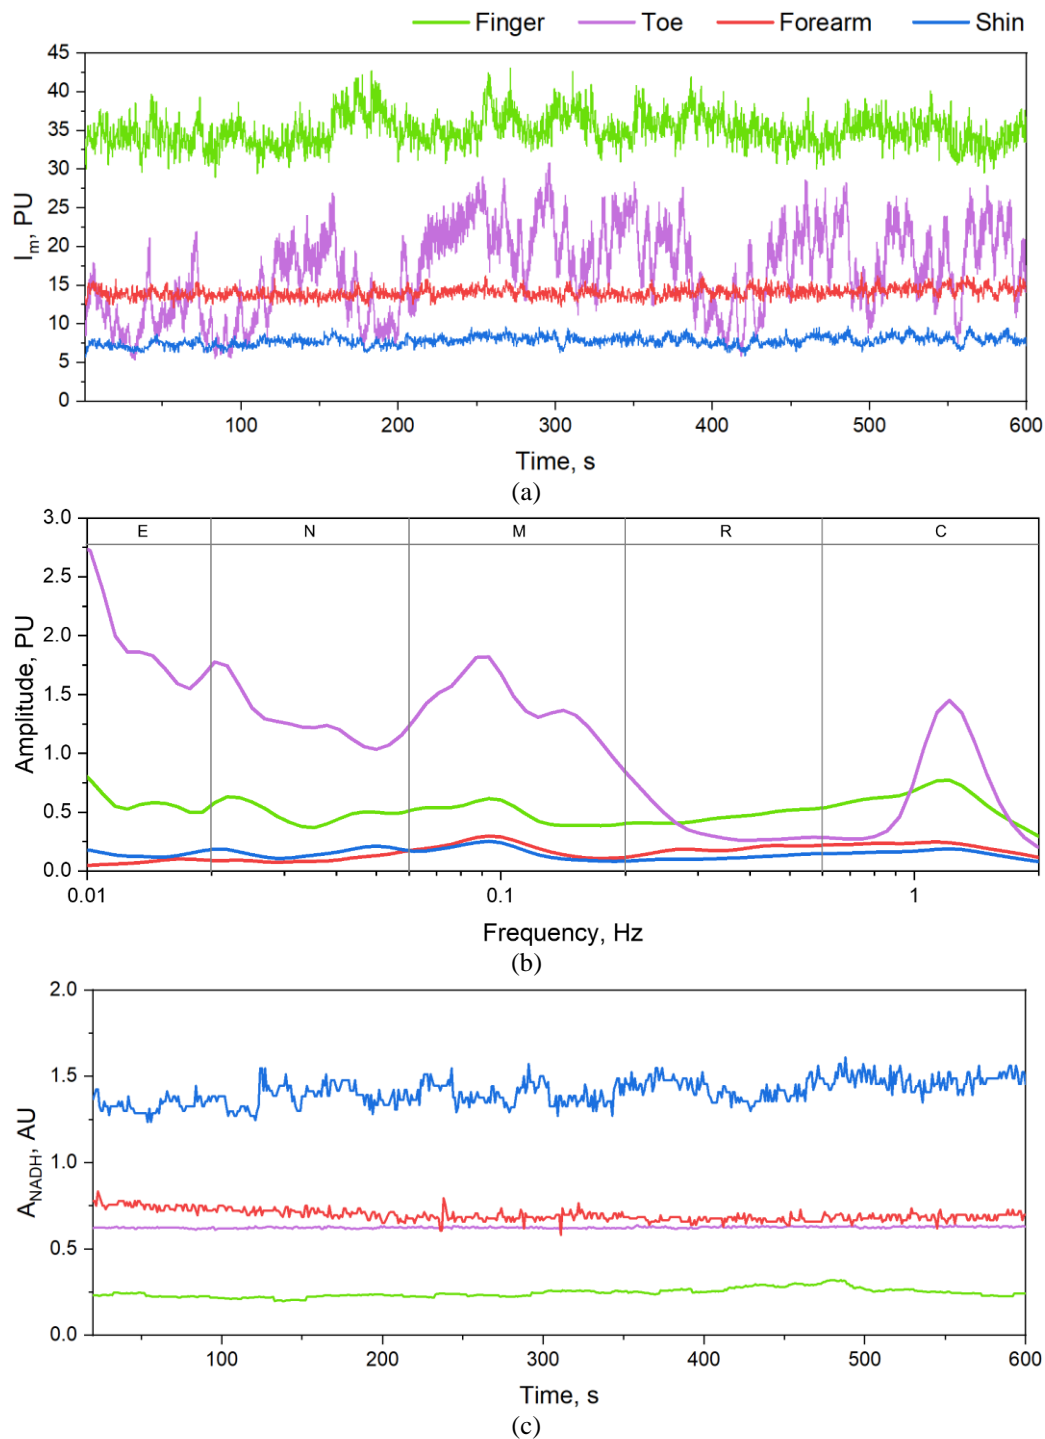 Finger Toe Forearm Shin
45
40
35
30
25
20
15
10
5
0
I_m, PU
100 200 300 400 500 600
Time, s
(a)
3.0
2.5
2.0
1.5
1.0
0.5
0.0
E N M R C
Amplitude, PU
0.01 0.1 1
Frequency, Hz
(b)
2.0
1.5
1.0
0.5
0.0
A_NADH, AU
100 200 300 400 500 600
Time, s
(c)